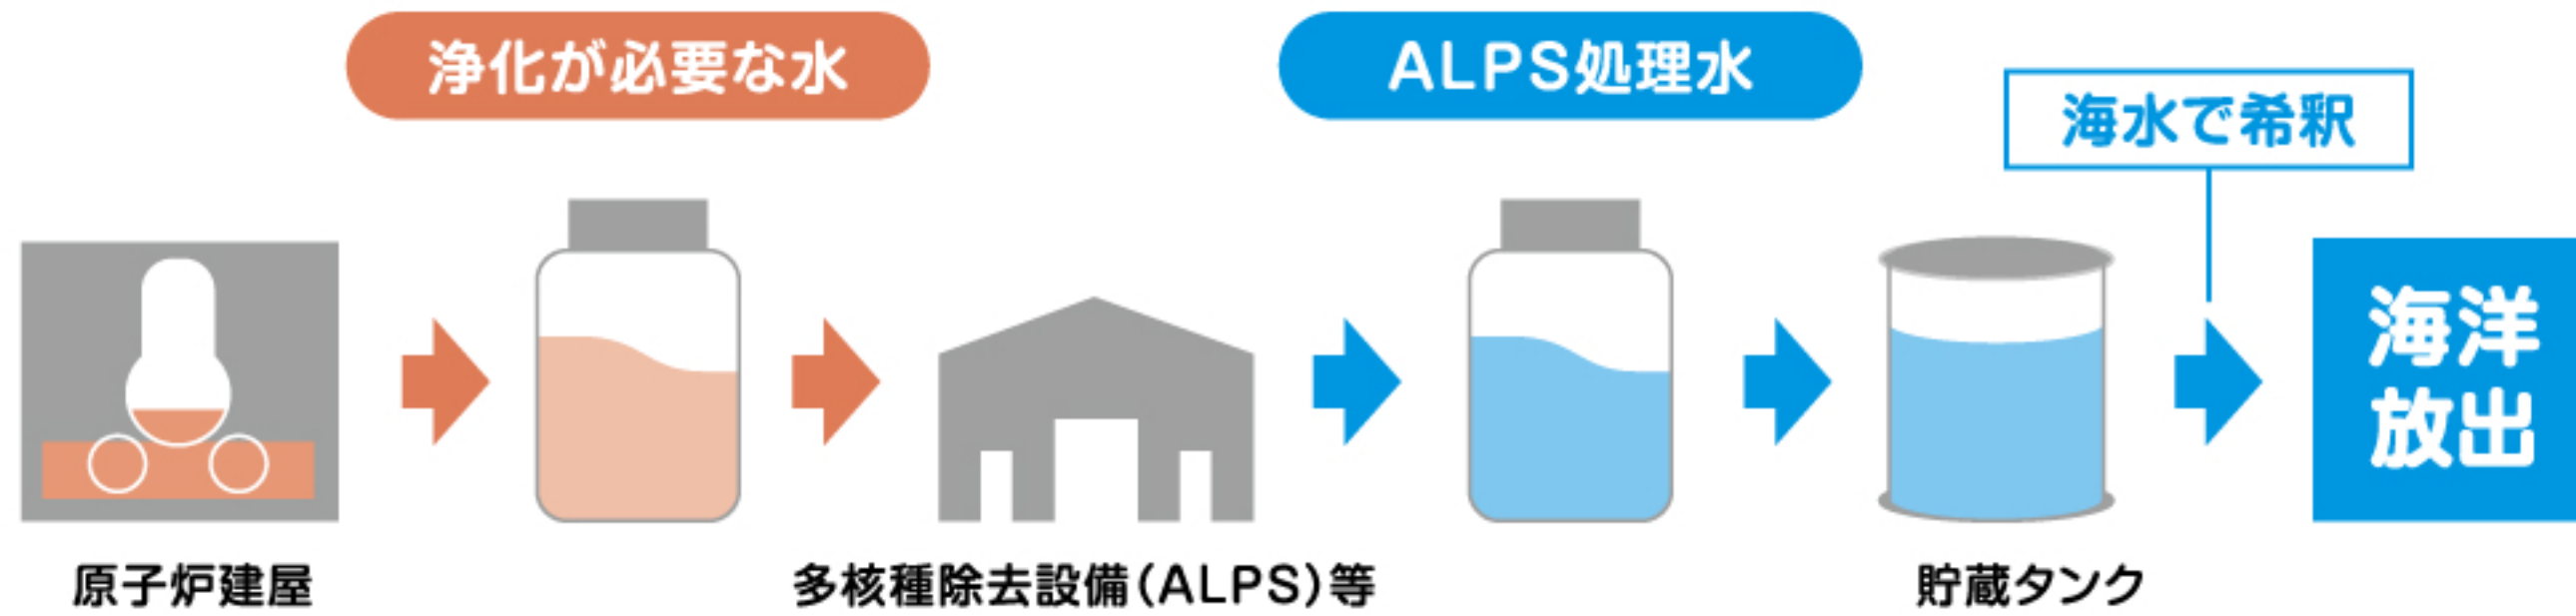 浄化が必要な水
ALPS処理水
海水で希釈
海洋
放出
原子炉建屋
多核種除去設備(ALPS)等
貯蔵タンク